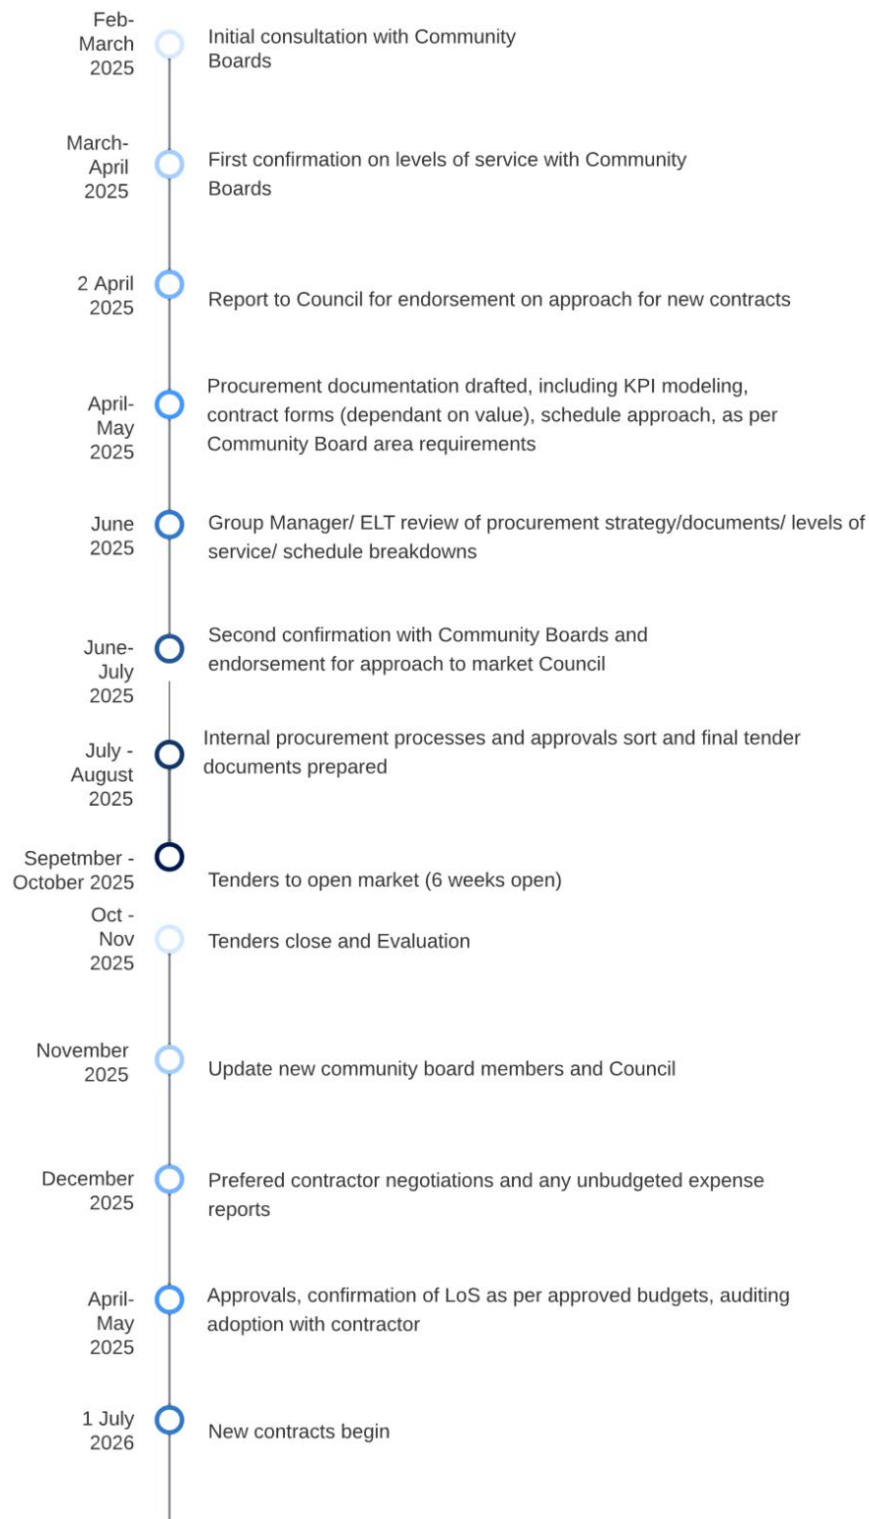 Feb-
March
2025
Initial consultation with Community
Boards
March-
April
2025
First confirmation on levels of service with Community
Boards
2 April
2025
Report to Council for endorsement on approach for new contracts
April-
May
2025
Procurement documentation drafted, including KPI modeling,
contract forms (dependant on value), schedule approach, as per
Community Board area requirements
June
2025
Group Manager/ ELT review of procurement strategy/documents/ levels of
service/ schedule breakdowns
June-
July
2025
Second confirmation with Community Boards and
endorsement for approach to market Council
July -
August
2025
Internal procurement processes and approvals sort and final tender
documents prepared
Sepetmber -
October 2025
Tenders to open market (6 weeks open)
Oct -
Nov
2025
Tenders close and Evaluation
November
2025
Update new community board members and Council
December
2025
Prefered contractor negotiations and any unbudgeted expense
reports
April-
May
2025
Approvals, confirmation of LoS as per approved budgets, auditing
adoption with contractor
1 July
2026
New contracts begin